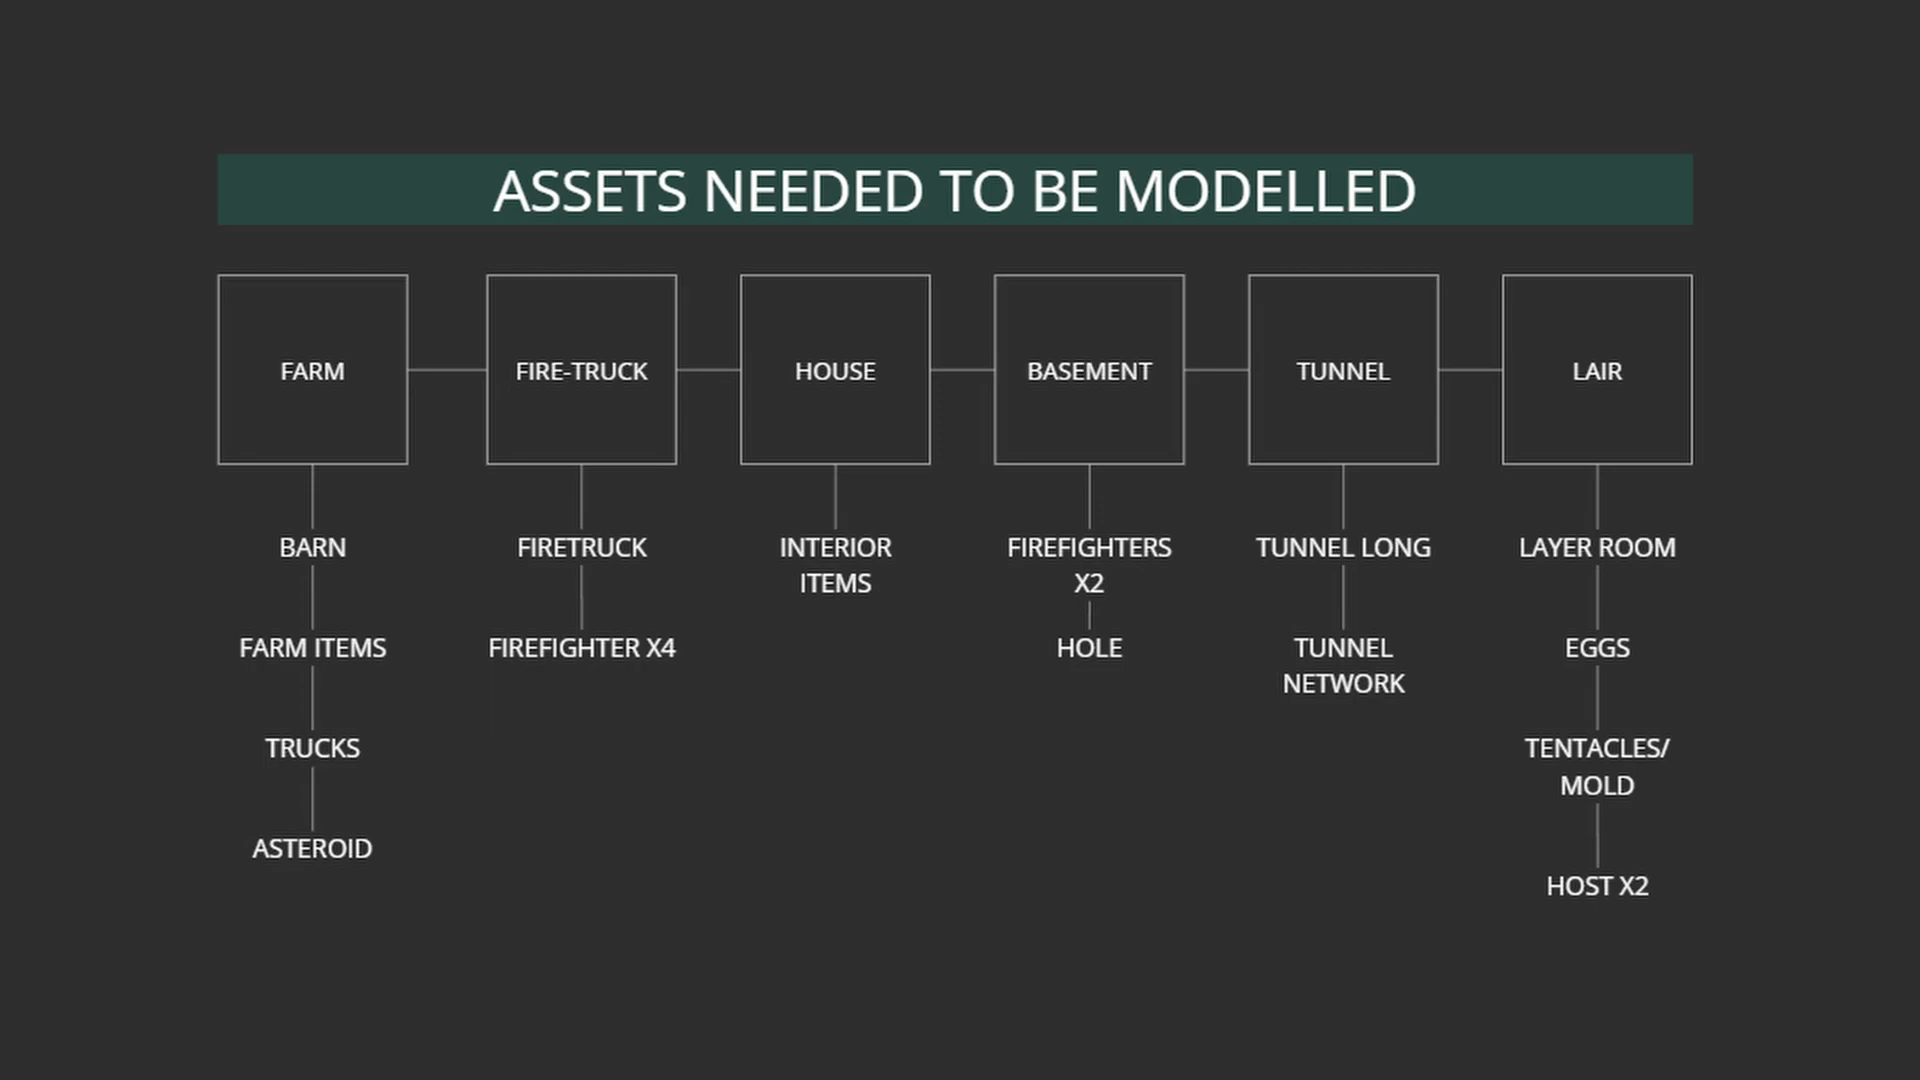 ASSETS NEEDED TO BE MODELLED
FARM
FIRE-TRUCK
HOUSE
BASEMENT
TUNNEL
LAIR
BARN
FARM ITEMS
TRUCKS
ASTEROID
FIRETRUCK
FIREFIGHTER X4
INTERIOR
ITEMS
FIREFIGHTERS
X2
HOLE
TUNNEL LONG
TUNNEL
NETWORK
LAYER ROOM
EGGS
TENTACLES/
MOLD
HOST X2